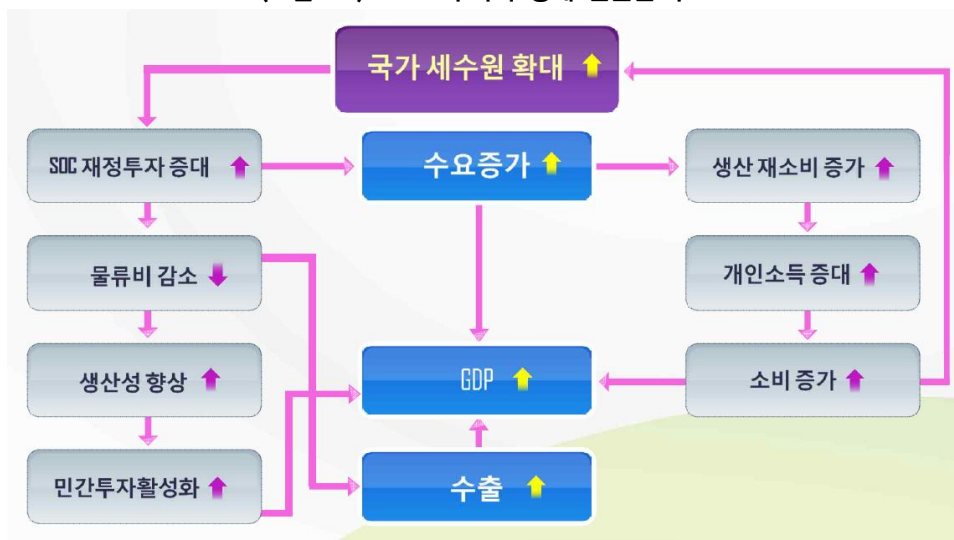 국가 세수원 확대
SOC 재정투자 증대
수요증가
생산 재소비 증가
물류비 감소
개인소득 증대
생산성 향상
GDP
소비 증가
민간투자활성화
수출